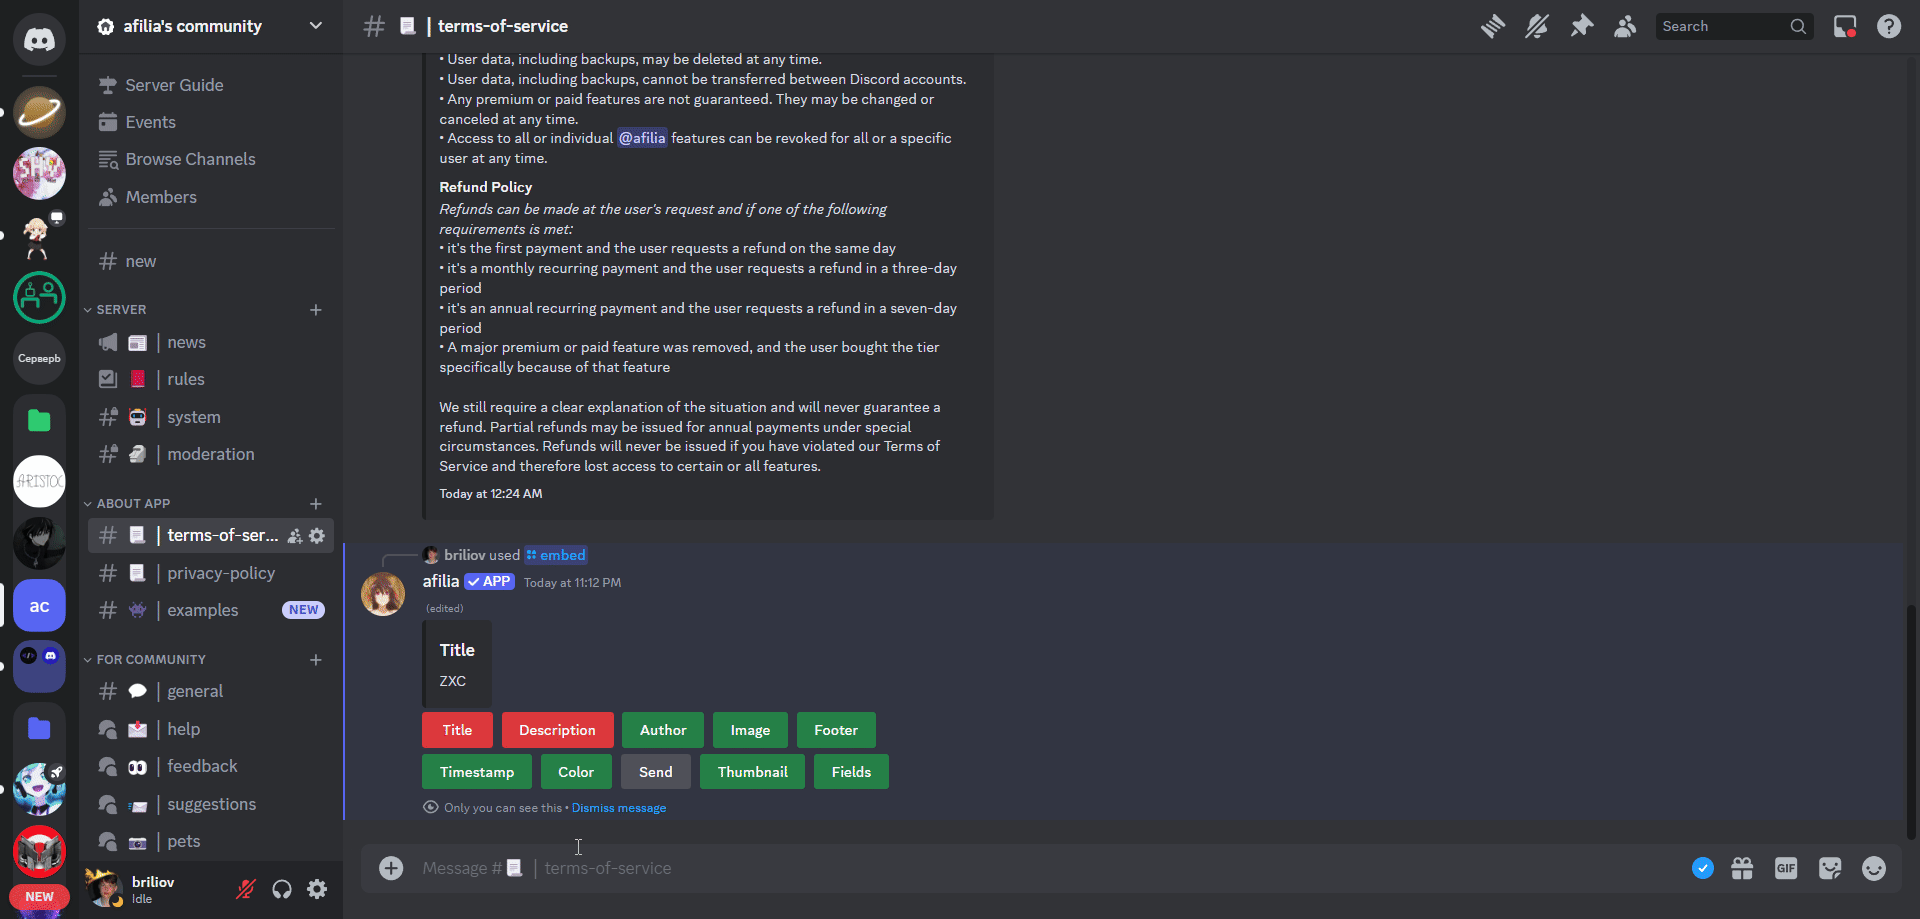 afilia's community
Server Guide
Events
Browse Channels
Members
new
SERVER
| news
| rules
| system
| moderation
ABOUT APP
| terms-of-ser...
| privacy-policy
| examples
NEW
FOR COMMUNITY
| general
| help
| feedback
| suggestions
| pets
briliov
Idle
Серверb
ARISTOC
ac
NEW
| terms-of-service
Search
• User data, including backups, may be deleted at any time.
• User data, including backups, cannot be transferred between Discord accounts.
• Any premium or paid features are not guaranteed. They may be changed or
canceled at any time.
• Access to all or individual @afilia features can be revoked for all or a specific
user at any time.
Refund Policy
Refunds can be made at the user's request and if one of the following
requirements is met:
• it's the first payment and the user requests a refund on the same day
• it's a monthly recurring payment and the user requests a refund in a three-day
period
• it's an annual recurring payment and the user requests a refund in a seven-day
period
• A major premium or paid feature was removed, and the user bought the tier
specifically because of that feature
We still require a clear explanation of the situation and will never guarantee a
refund. Partial refunds may be issued for annual payments under special
circumstances. Refunds will never be issued if you have violated our Terms of
Service and therefore lost access to certain or all features.
Today at 12:24 AM
briliov used embed
afilia APP Today at 11:12 PM
(edited)
Title
ZXC
Title Description Author Image Footer
Timestamp Color Send Thumbnail Fields
Only you can see this • Dismiss message
Message # | terms-of-service
GIF